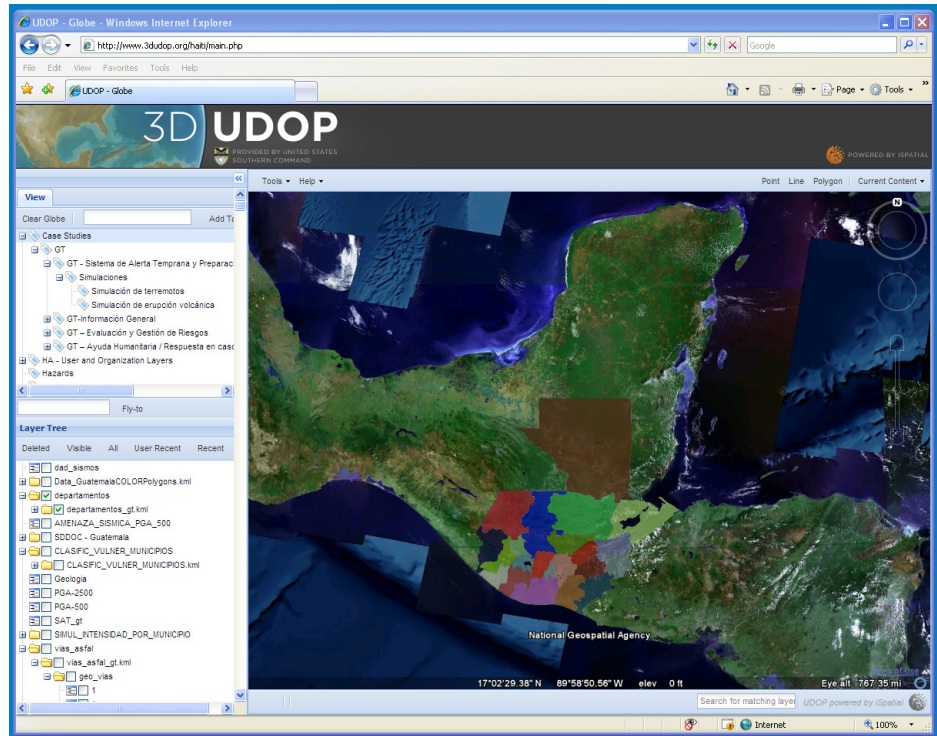 UDOP - Globe - Windows Internet Explorer
http://www.3dudop.org/haiti/main.php
Google
File Edit View Favorites Tools Help
UDOP - Globe
Page Tools
3D UDOP
PROVIDED BY UNITED STATES
SOUTHERN COMMAND
POWERED BY ISPATIAL
Tools Help
Point Line Polygon Current Content
View
Clear Globe Add Ta
Case Studies
GT
GT - Sistema de Alerta Temprana y Preparac
Simulaciones
Simulación de terremotos
Simulación de erupción volcánica
GT-Información General
GT – Evaluación y Gestión de Riesgos
GT – Ayuda Humanitaria / Respuesta en caso
HA - User and Organization Layers
Hazards
Fly-to
Layer Tree
Deleted Visible All User Recent Recent
dad_sismos
Data_GuatemalaCOLORPolygons.kml
departamentos
departamentos_gt.kml
AMENAZA_SISMICA_PGA_500
SDDOC - Guatemala
CLASIFIC_VULNER_MUNICIPIOS
CLASIFIC_VULNER_MUNICIPIOS.kml
Geologia
PGA-2500
PGA-500
SAT_gt
SIMUL_INTENSIDAD_POR_MUNICIPIO
vias_asfal
vias_asfal_gt.kml
geo_vias
1
N
National Geospatial Agency
Terms of Use
17°02'29.38" N 89°58'50.56" W elev 0 ft
Eye alt 767.35 mi
Search for matching layer
UDOP powered by iSpatial
Internet
100%